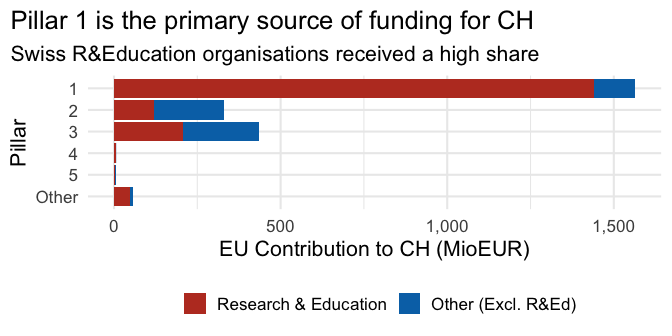 Pillar 1 is the primary source of funding for CH
Swiss R&Education organisations received a high share
1
2
3
4
5
Other
Pillar
0 500 1,000 1,500
EU Contribution to CH (MioEUR)
Research & Education Other (Excl. R&Ed)